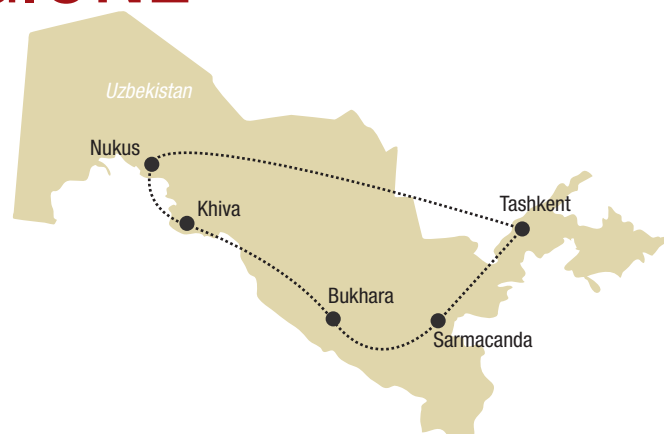 Uzbekistan
Nukus
Khiva
Tashkent
Bukhara
Sarmacanda